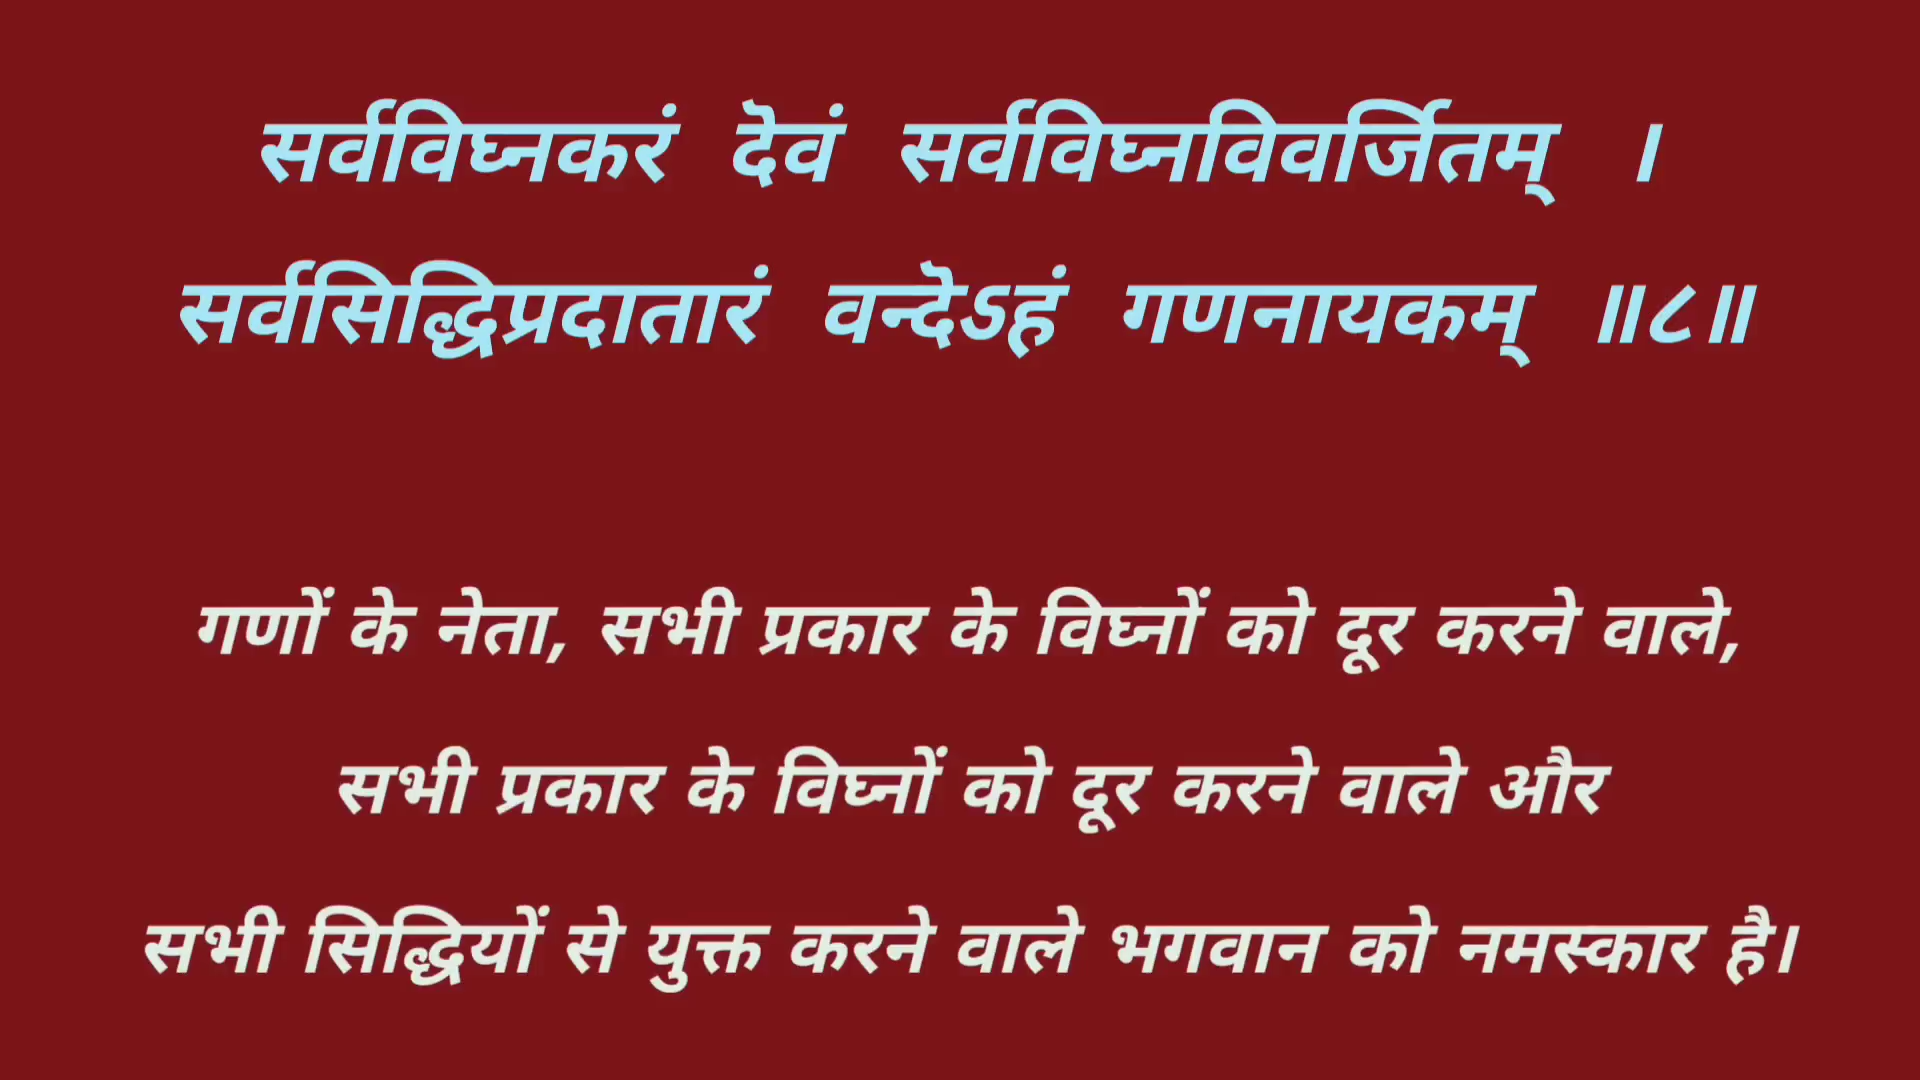 सर्वविघ्नकरं दॆवं सर्वविघ्नविवर्जितम् ।
सर्वसिद्धिप्रदातारं वन्दॆऽहं गणनायकम् ॥८॥
गणों के नेता, सभी प्रकार के विघ्नों को दूर करने वाले,
सभी प्रकार के विघ्नों को दूर करने वाले और
सभी सिद्धियों से युक्त करने वाले भगवान को नमस्कार है।